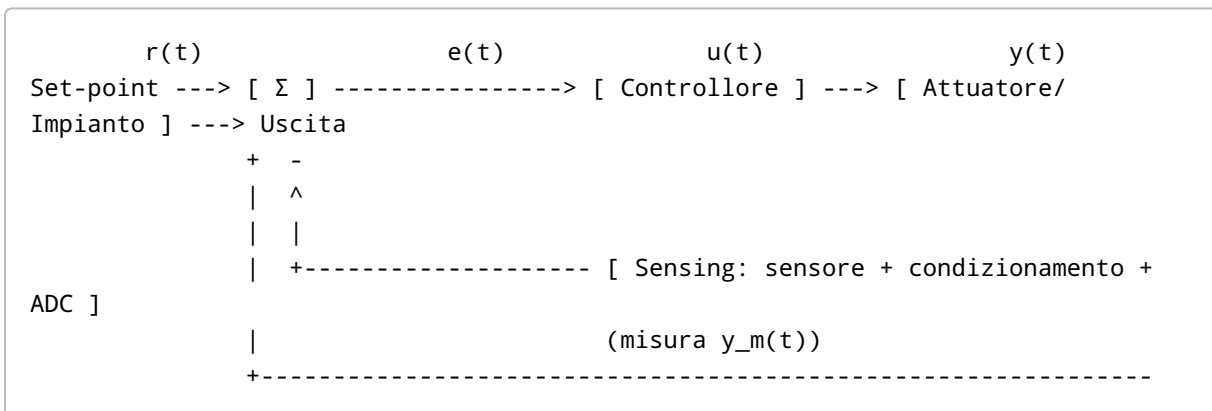 r(t)                 e(t)              u(t)                 y(t)
Set-point ---> [ Σ ] ----------------> [ Controllore ] ---> [ Attuatore/
Impianto ] ---> Uscita
               +  -
               |  ^
               |  |
               |  +-------------------- [ Sensing: sensore + condizionamento +
ADC ]
               |                        (misura y_m(t))
               +--------------------------------------------------------------